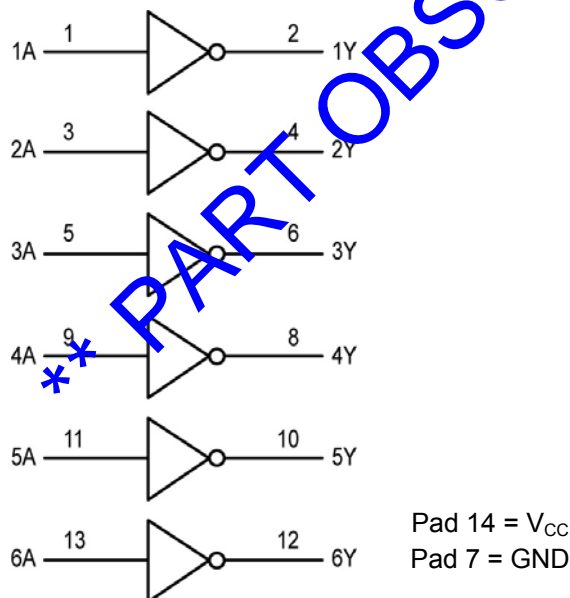 1A 1 2 1Y
2A 3 4 2Y
3A 5 6 3Y
4A 9 8 4Y
5A 11 10 5Y
6A 13 12 6Y
Pad 14 = VCC
Pad 7 = GND
** PART